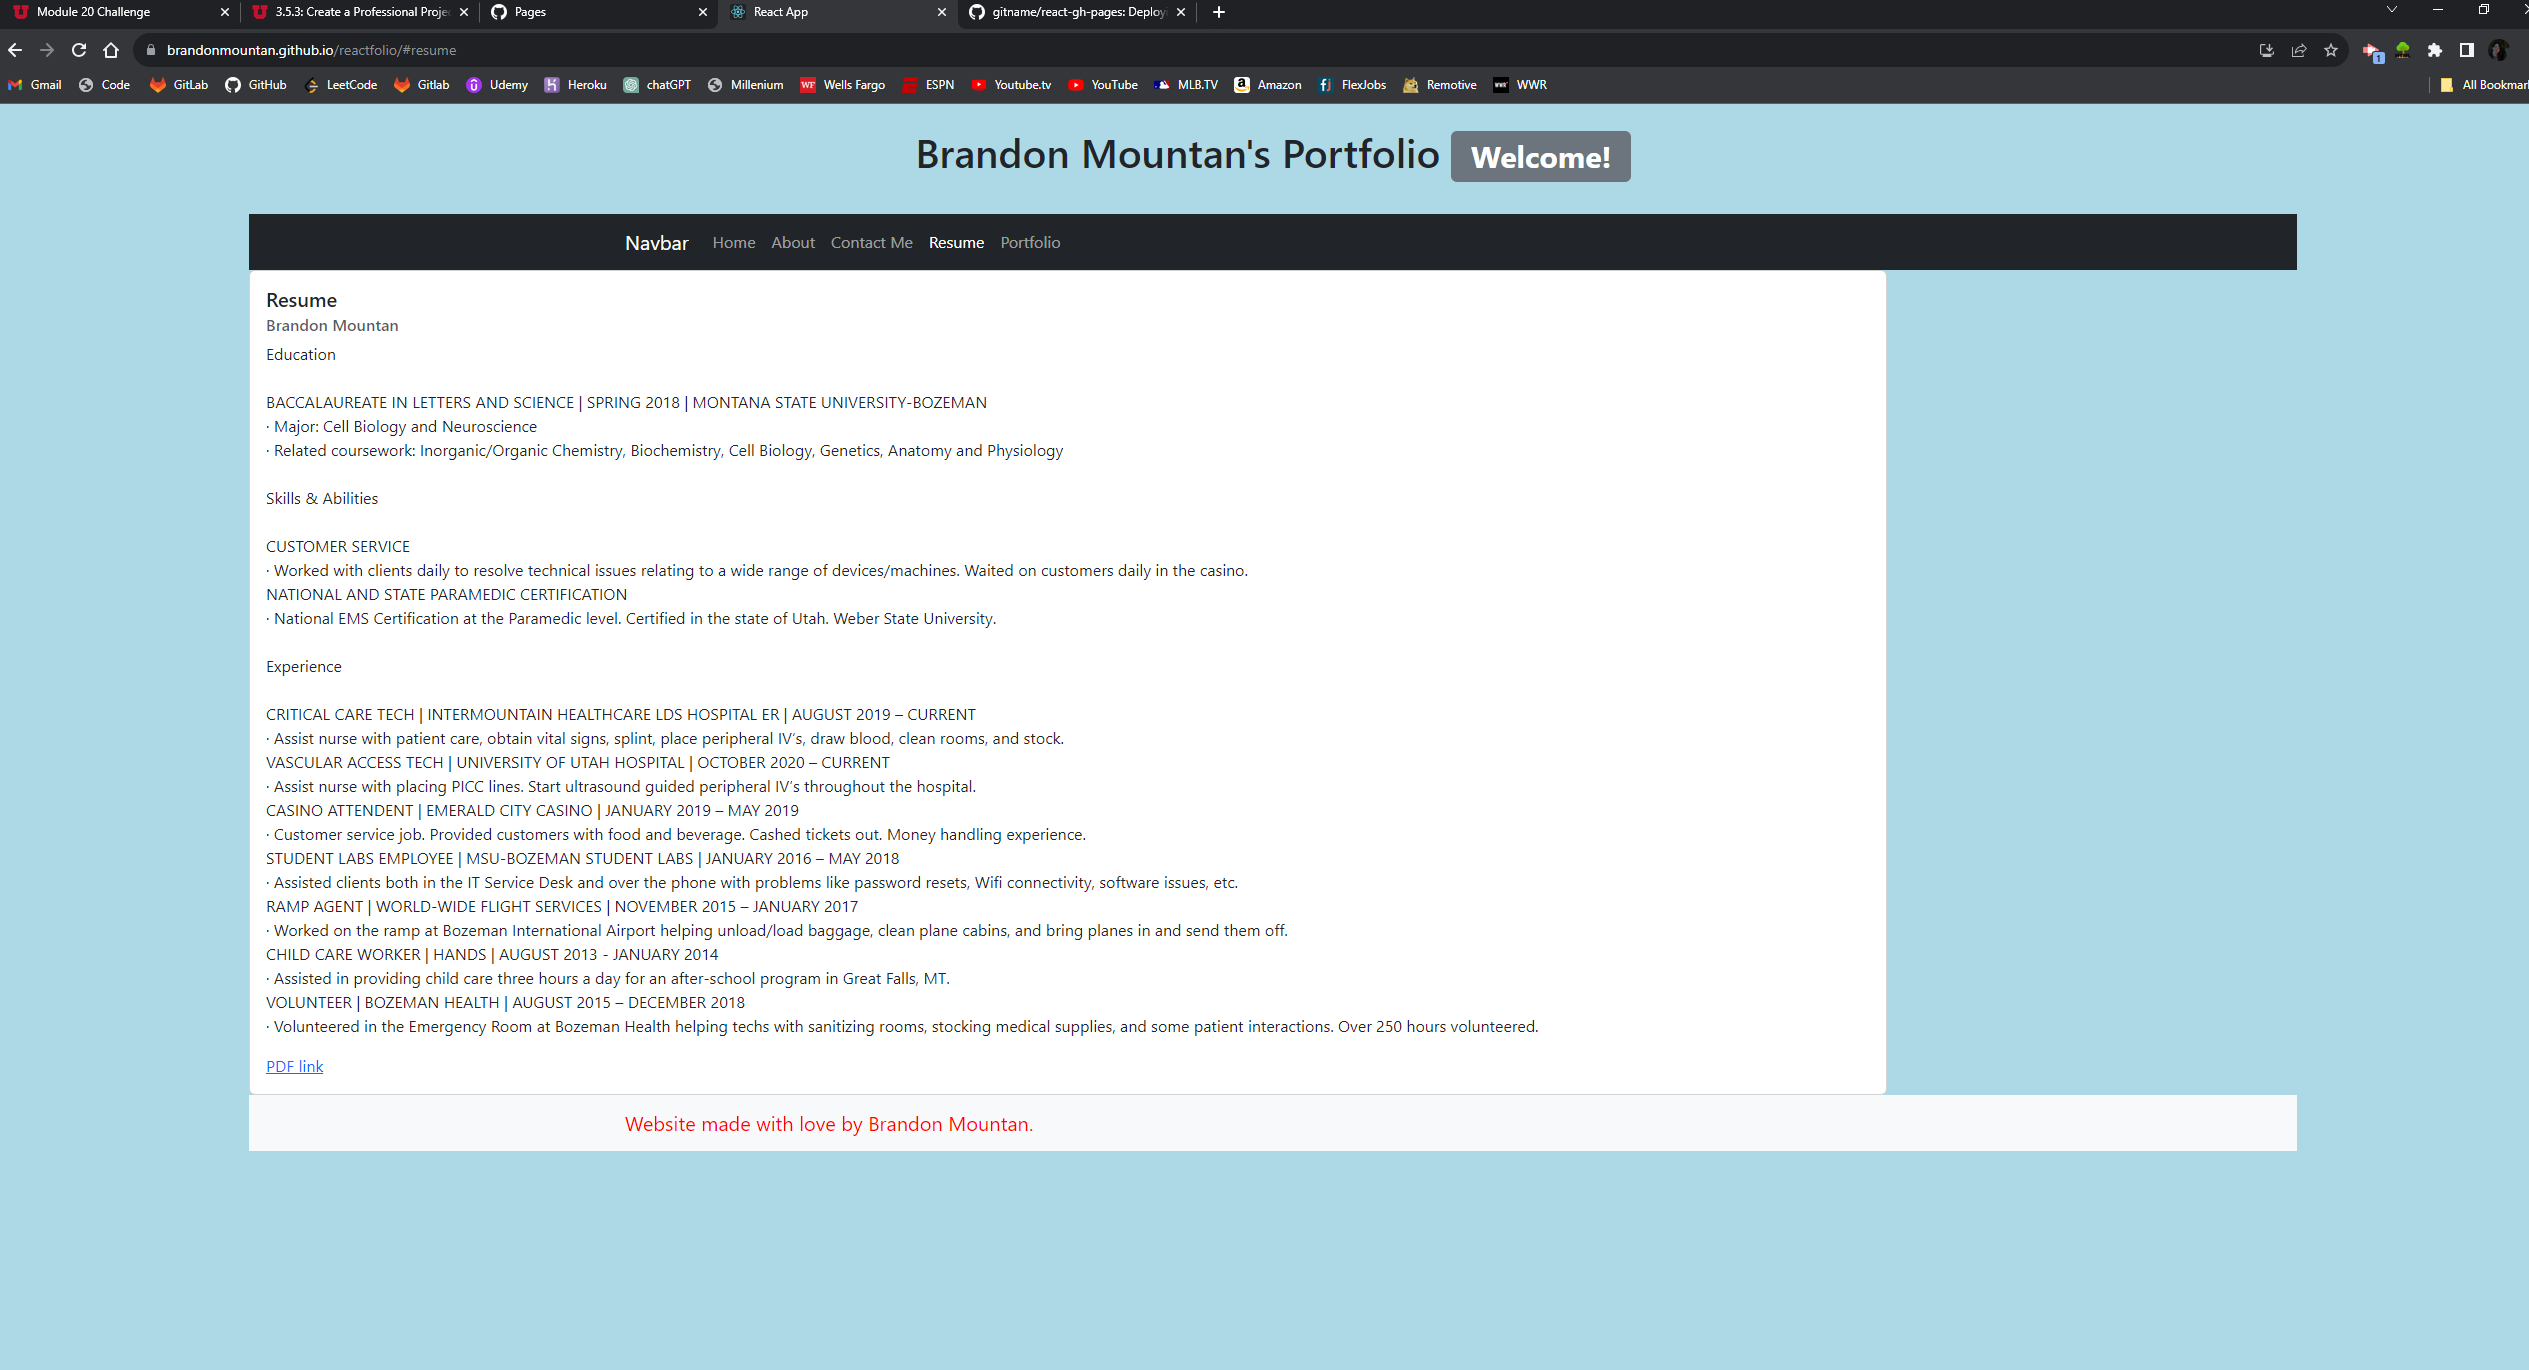 Module 20 Challenge
3.5.3: Create a Professional Proje
Pages
React App
gitname/react-gh-pages: Deploy
brandonmountan.github.io/reactfolio/#resume
1
Gmail Code GitLab GitHub LeetCode Gitlab Udemy Heroku chatGPT Millenium Wells Fargo ESPN Youtube.tv YouTube MLB.TV Amazon FlexJobs Remotive WWR All Bookmar
Brandon Mountan's Portfolio Welcome!
Navbar Home About Contact Me Resume Portfolio
Resume
Brandon Mountan
Education
BACCALAUREATE IN LETTERS AND SCIENCE | SPRING 2018 | MONTANA STATE UNIVERSITY-BOZEMAN
· Major: Cell Biology and Neuroscience
· Related coursework: Inorganic/Organic Chemistry, Biochemistry, Cell Biology, Genetics, Anatomy and Physiology
Skills & Abilities
CUSTOMER SERVICE
· Worked with clients daily to resolve technical issues relating to a wide range of devices/machines. Waited on customers daily in the casino.
NATIONAL AND STATE PARAMEDIC CERTIFICATION
· National EMS Certification at the Paramedic level. Certified in the state of Utah. Weber State University.
Experience
CRITICAL CARE TECH | INTERMOUNTAIN HEALTHCARE LDS HOSPITAL ER | AUGUST 2019 – CURRENT
· Assist nurse with patient care, obtain vital signs, splint, place peripheral IV's, draw blood, clean rooms, and stock.
VASCULAR ACCESS TECH | UNIVERSITY OF UTAH HOSPITAL | OCTOBER 2020 – CURRENT
· Assist nurse with placing PICC lines. Start ultrasound guided peripheral IV's throughout the hospital.
CASINO ATTENDENT | EMERALD CITY CASINO | JANUARY 2019 – MAY 2019
· Customer service job. Provided customers with food and beverage. Cashed tickets out. Money handling experience.
STUDENT LABS EMPLOYEE | MSU-BOZEMAN STUDENT LABS | JANUARY 2016 – MAY 2018
· Assisted clients both in the IT Service Desk and over the phone with problems like password resets, Wifi connectivity, software issues, etc.
RAMP AGENT | WORLD-WIDE FLIGHT SERVICES | NOVEMBER 2015 – JANUARY 2017
· Worked on the ramp at Bozeman International Airport helping unload/load baggage, clean plane cabins, and bring planes in and send them off.
CHILD CARE WORKER | HANDS | AUGUST 2013 - JANUARY 2014
· Assisted in providing child care three hours a day for an after-school program in Great Falls, MT.
VOLUNTEER | BOZEMAN HEALTH | AUGUST 2015 – DECEMBER 2018
· Volunteered in the Emergency Room at Bozeman Health helping techs with sanitizing rooms, stocking medical supplies, and some patient interactions. Over 250 hours volunteered.
PDF link
Website made with love by Brandon Mountan.